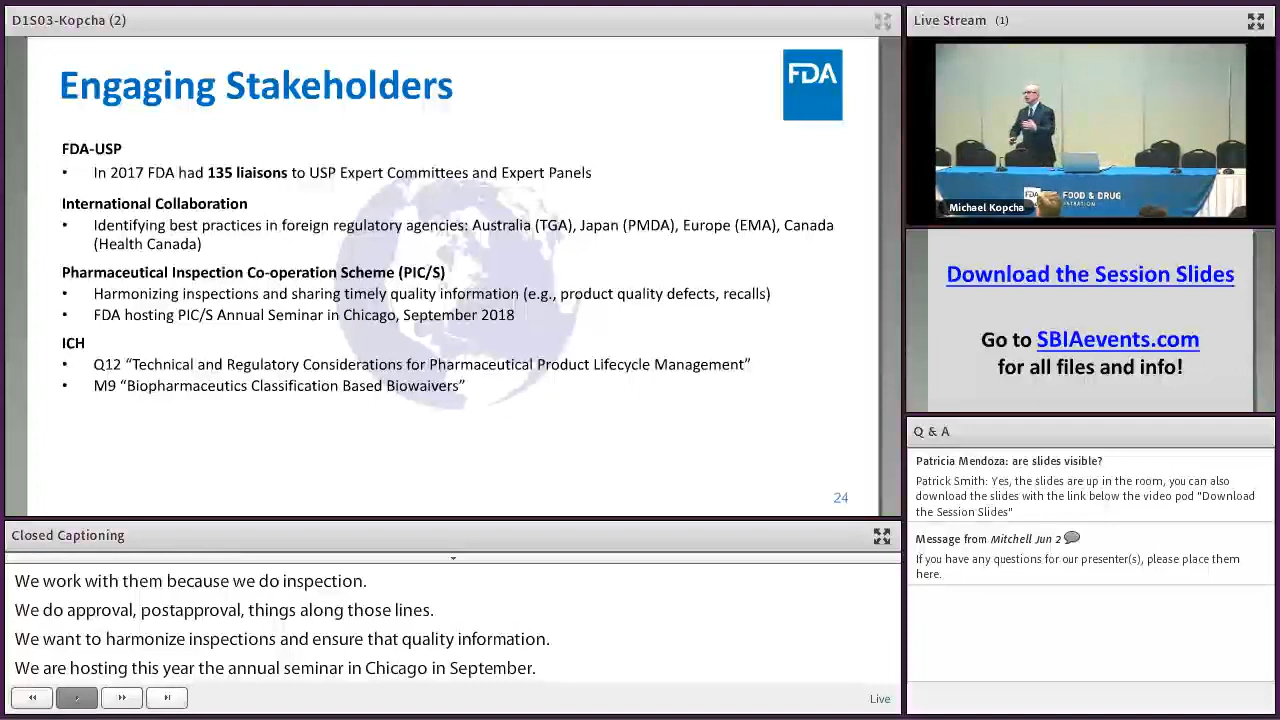 D1S03-Kopcha (2)
Engaging Stakeholders
FDA
FDA-USP
• In 2017 FDA had 135 liaisons to USP Expert Committees and Expert Panels
International Collaboration
• Identifying best practices in foreign regulatory agencies: Australia (TGA), Japan (PMDA), Europe (EMA), Canada
(Health Canada)
Pharmaceutical Inspection Co-operation Scheme (PIC/S)
• Harmonizing inspections and sharing timely quality information (e.g., product quality defects, recalls)
• FDA hosting PIC/S Annual Seminar in Chicago, September 2018
ICH
• Q12 “Technical and Regulatory Considerations for Pharmaceutical Product Lifecycle Management”
• M9 “Biopharmaceutics Classification Based Biowaivers”
24
Closed Captioning
We work with them because we do inspection.
We do approval, postapproval, things along those lines.
We want to harmonize inspections and ensure that quality information.
We are hosting this year the annual seminar in Chicago in September.
Live
Live Stream (1)
FDA
FOOD & DRUG
Michael Kopcha
Download the Session Slides
Go to SBIAevents.com
for all files and info!
Q & A
Patricia Mendoza: are slides visible?
Patrick Smith: Yes, the slides are up in the room, you can also
download the slides with the link below the video pod "Download
the Session Slides"
Message from Mitchell Jun 2
If you have any questions for our presenter(s), please place them
here.